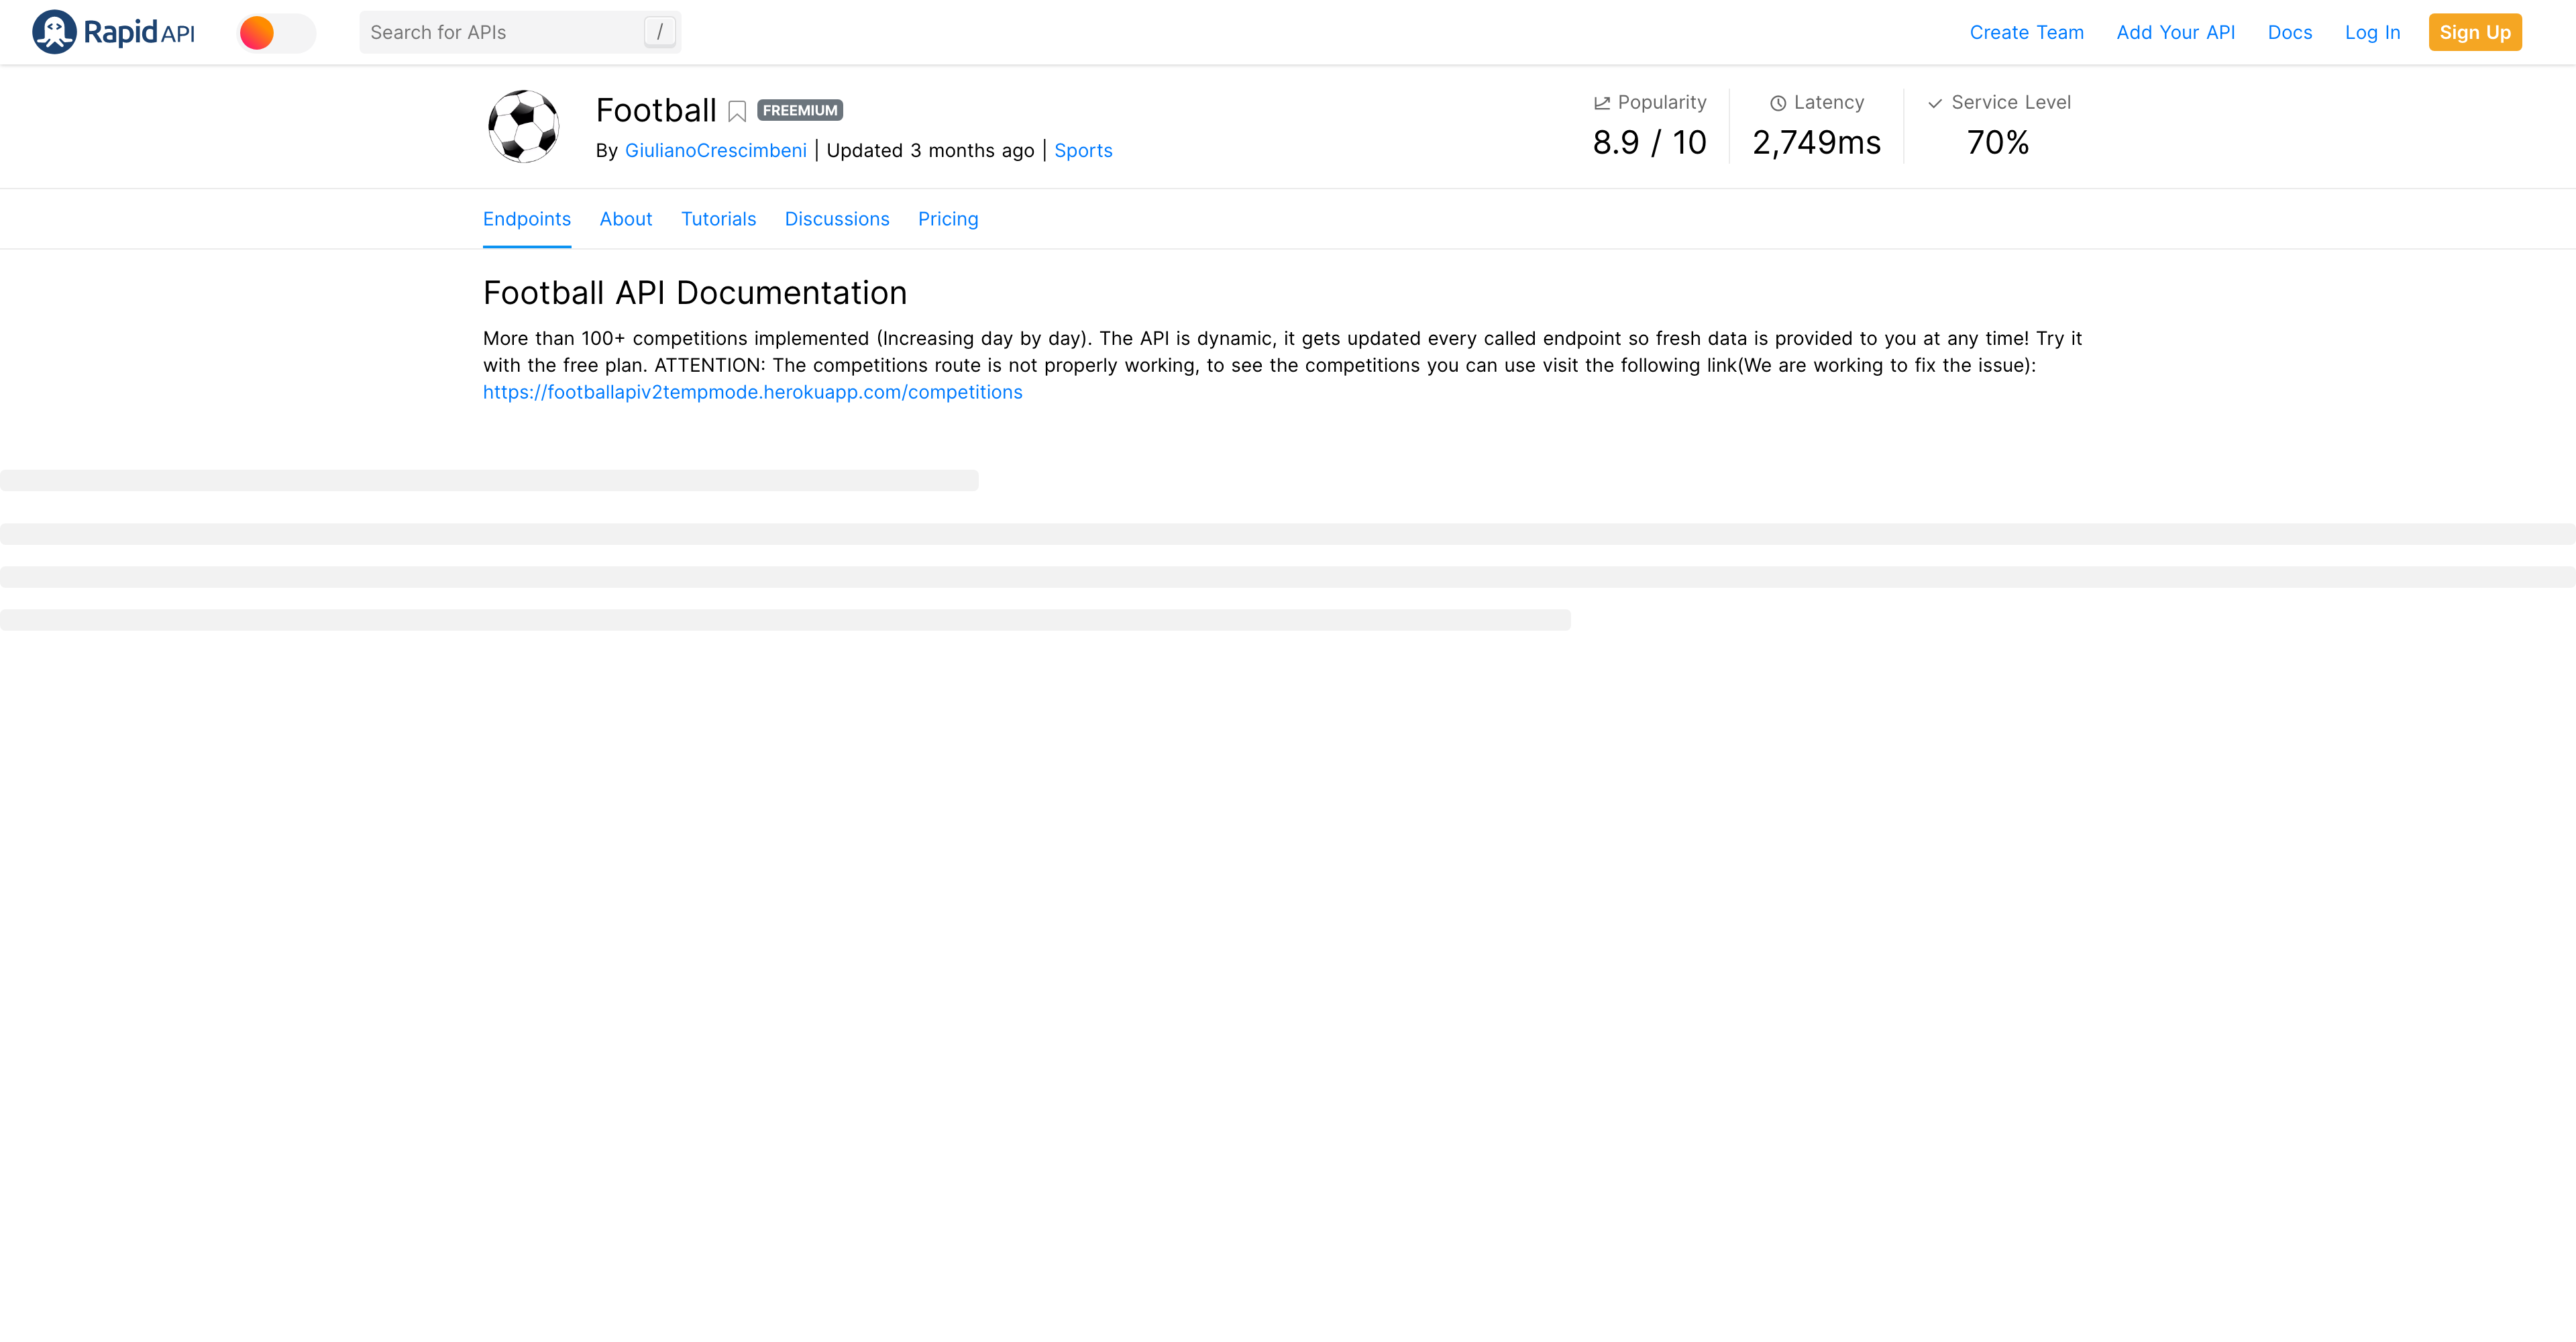 RapidAPI
Search for APIs
/
Create Team
Add Your API
Docs
Log In
Sign Up
Football
FREEMIUM
By GiulianoCrescimbeni | Updated 3 months ago | Sports
Popularity
8.9 / 10
Latency
2,749ms
Service Level
70%
Endpoints
About
Tutorials
Discussions
Pricing
Football API Documentation
More than 100+ competitions implemented (Increasing day by day). The API is dynamic, it gets updated every called endpoint so fresh data is provided to you at any time! Try it
with the free plan. ATTENTION: The competitions route is not properly working, to see the competitions you can use visit the following link(We are working to fix the issue):
https://footballapiv2tempmode.herokuapp.com/competitions